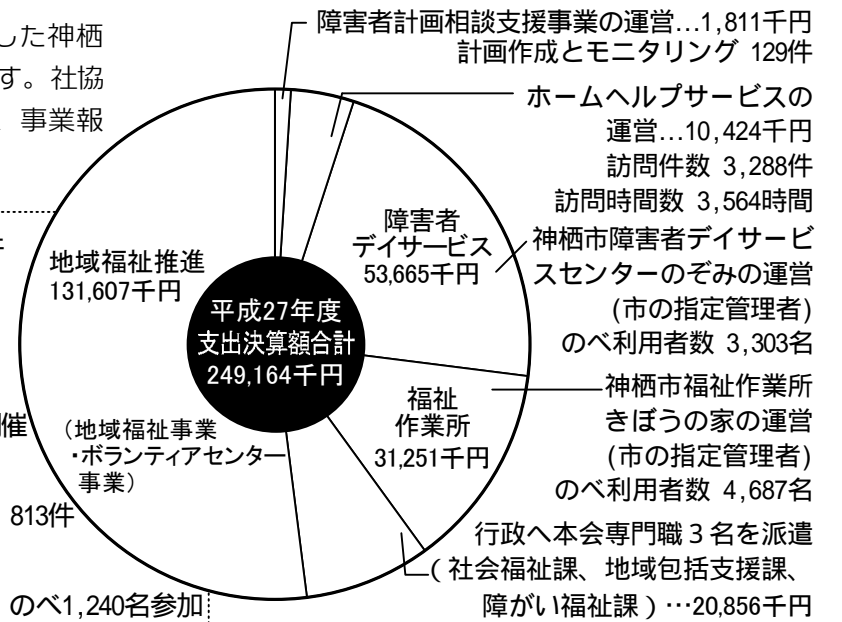 した神栖
す。社協
事業報
813件
のべ1,240名参加
障害者計画相談支援事業の運営…1,811千円
計画作成とモニタリング 129件
ホームヘルプサービスの
運営…10,424千円
訪問件数 3,288件
訪問時間数 3,564時間
障害者
デイサービス
53,665千円
神栖市障害者デイサービ
スセンターのぞみの運営
(市の指定管理者)
のべ利用者数 3,303名
地域福祉推進
131,607千円
平成27年度
支出決算額合計
249,164千円
福祉
作業所
31,251千円
神栖市福祉作業所
きぼうの家の運営
(市の指定管理者)
のべ利用者数 4,687名
(地域福祉事業
・ボランティアセンター
事業)
催
行政へ本会専門職3名を派遣
(社会福祉課、地域包括支援課、
障がい福祉課)…20,856千円